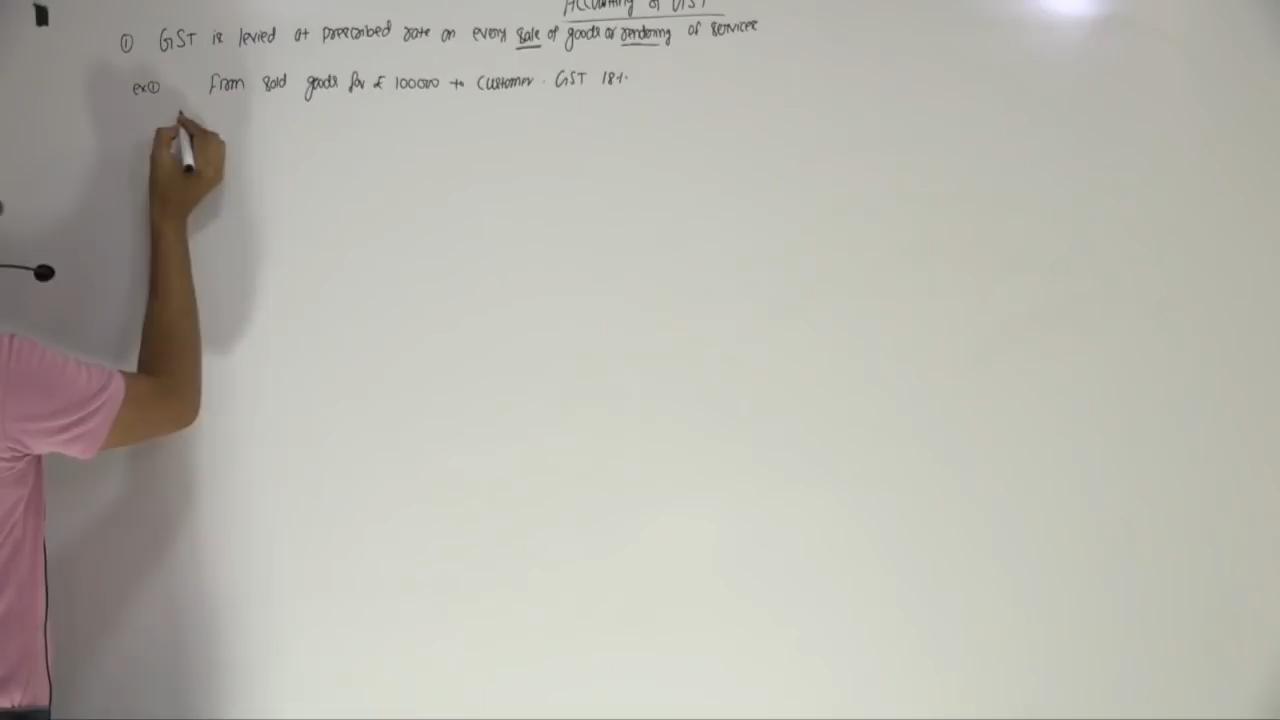 Accounting of GST
① GST is levied at prescribed rate on every sale of goods or rendering of services
ex① From sold goods for ₹ 100000 to Customer. GST 18%.